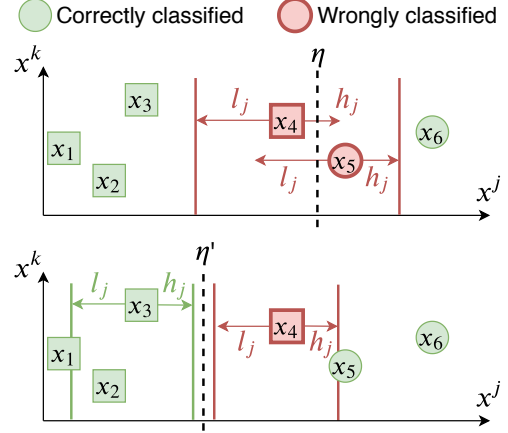 Correctly classified Wrongly classified
x^k η
x_3 l_j h_j
x_1 x_4 x_6
x_2 l_j x_5 h_j
x^j
x^k η'
l_j h_j
x_3 x_4
x_1 l_j h_j x_6
x_2 x_5
x^j